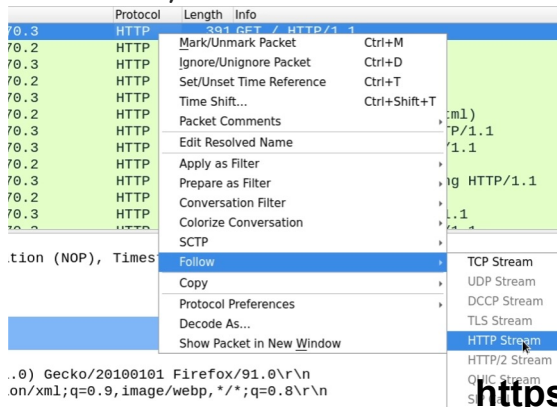 Protocol Length Info
70.3 HTTP 391 GET / HTTP/1.1
70.2 HTTP
70.3 HTTP
70.2 HTTP
70.3 HTTP
70.2 HTTP tml)
70.3 HTTP TP/1.1
70.3 HTTP /1.1
70.2 HTTP
70.3 HTTP ng HTTP/1.1
70.2 HTTP
70.3 HTTP .1
70.3 HTTP
Mark/Unmark Packet Ctrl+M
Ignore/Unignore Packet Ctrl+D
Set/Unset Time Reference Ctrl+T
Time Shift... Ctrl+Shift+T
Packet Comments
Edit Resolved Name
Apply as Filter
Prepare as Filter
Conversation Filter
Colorize Conversation
SCTP
Follow
Copy
Protocol Preferences
Decode As...
Show Packet in New Window
TCP Stream
UDP Stream
DCCP Stream
TLS Stream
HTTP Stream
HTTP/2 Stream
QUIC Stream
tion (NOP), Times
.0) Gecko/20100101 Firefox/91.0\r\n
on/xml;q=0.9,image/webp,*/*;q=0.8\r\n
https